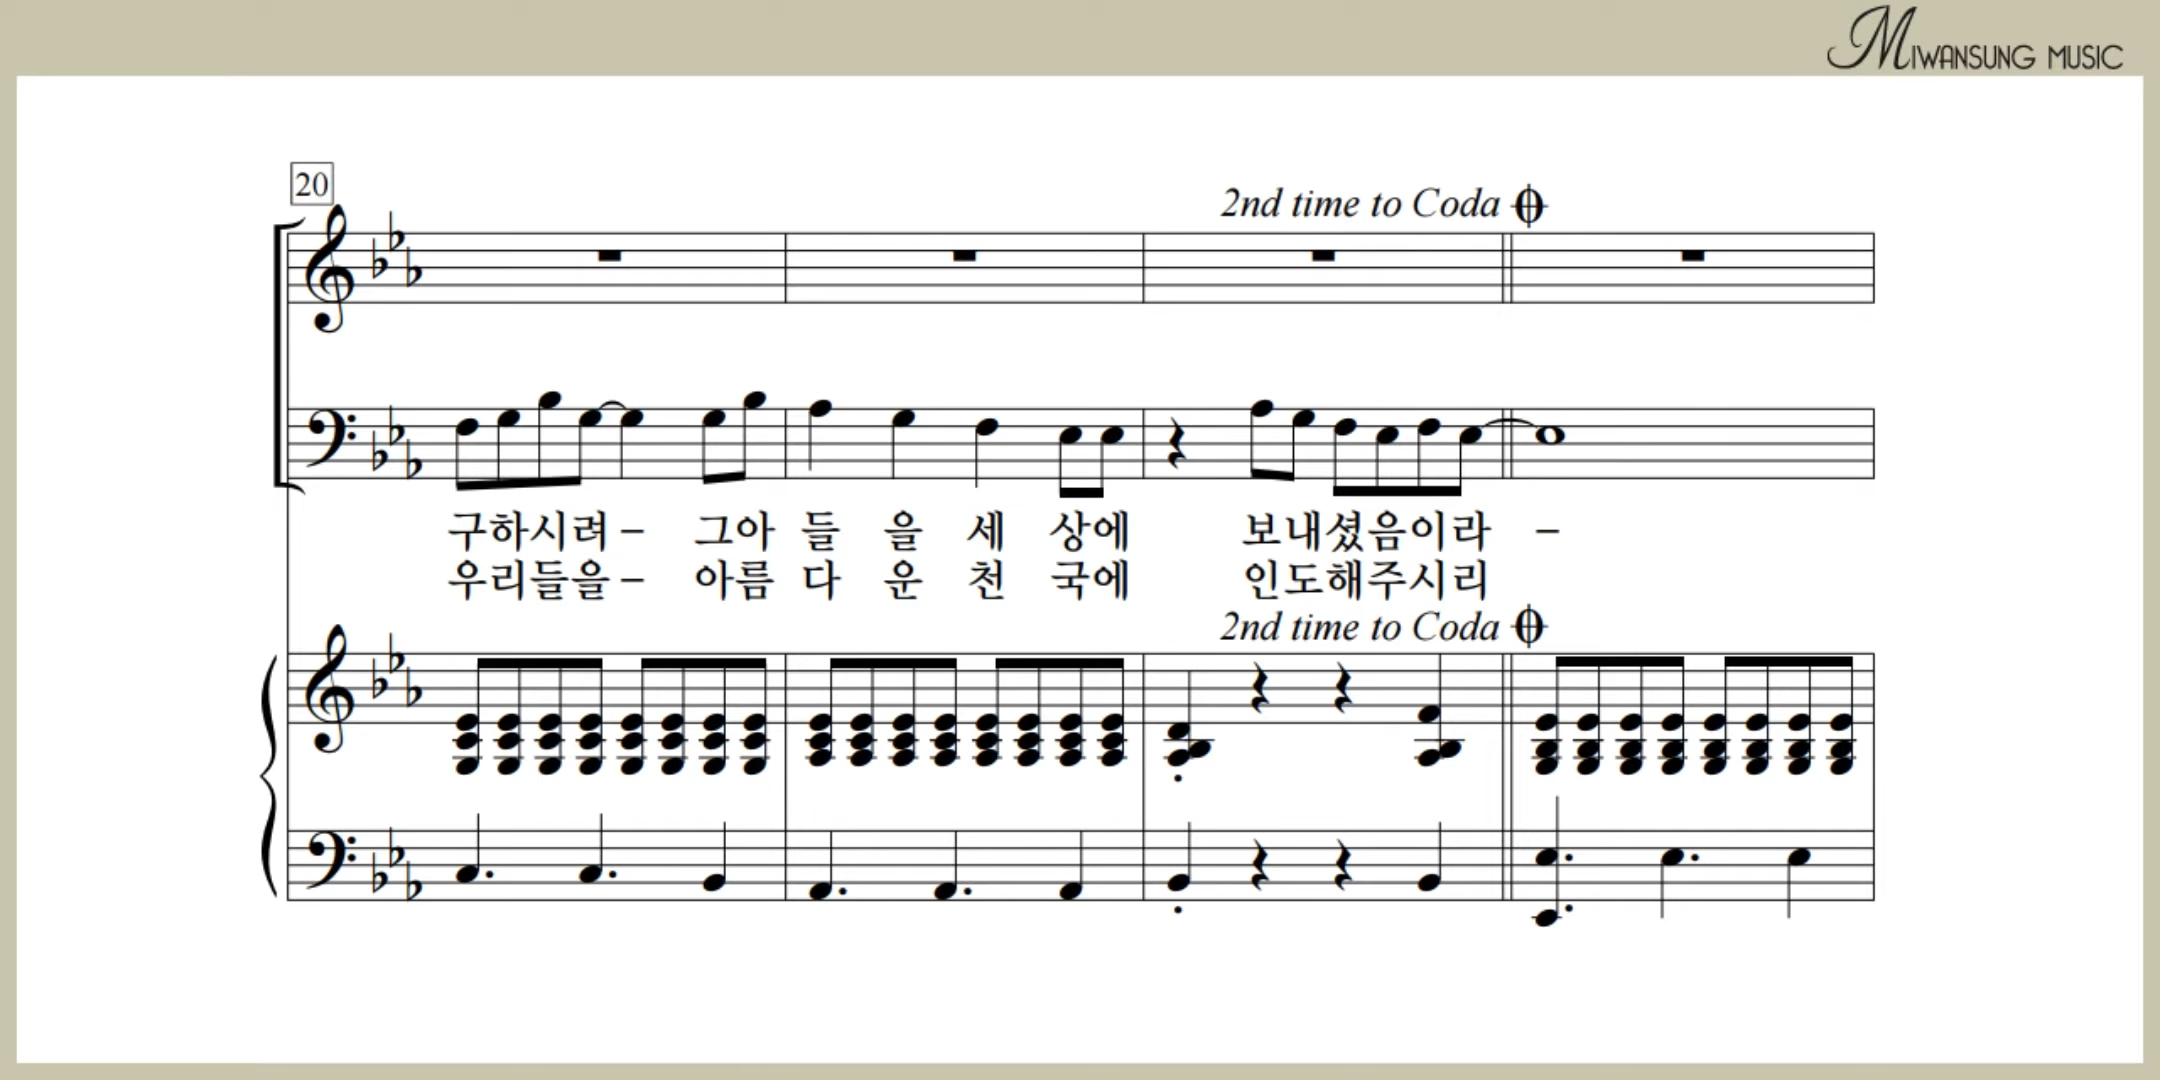 MIWANSUNG MUSIC
20
2nd time to Coda
구하시려 – 그아 들 을 세 상에 보내셨음이라 –
우리들을 – 아름 다 운 천 국에 인도해주시리
2nd time to Coda